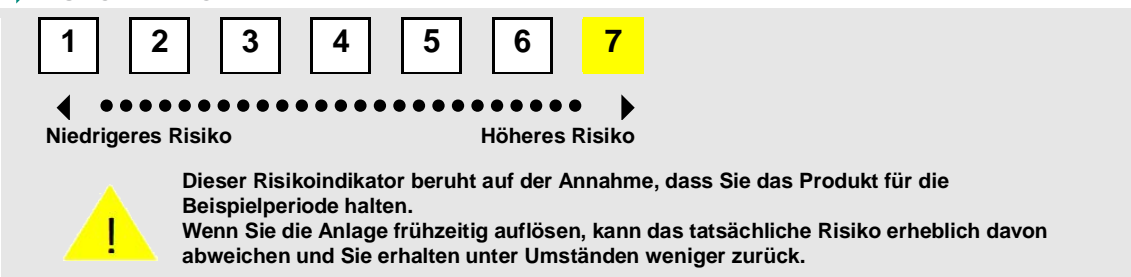 1 2 3 4 5 6 7
Niedrigeres Risiko Höheres Risiko
!
Dieser Risikoindikator beruht auf der Annahme, dass Sie das Produkt für die
Beispielperiode halten.
Wenn Sie die Anlage frühzeitig auflösen, kann das tatsächliche Risiko erheblich davon
abweichen und Sie erhalten unter Umständen weniger zurück.